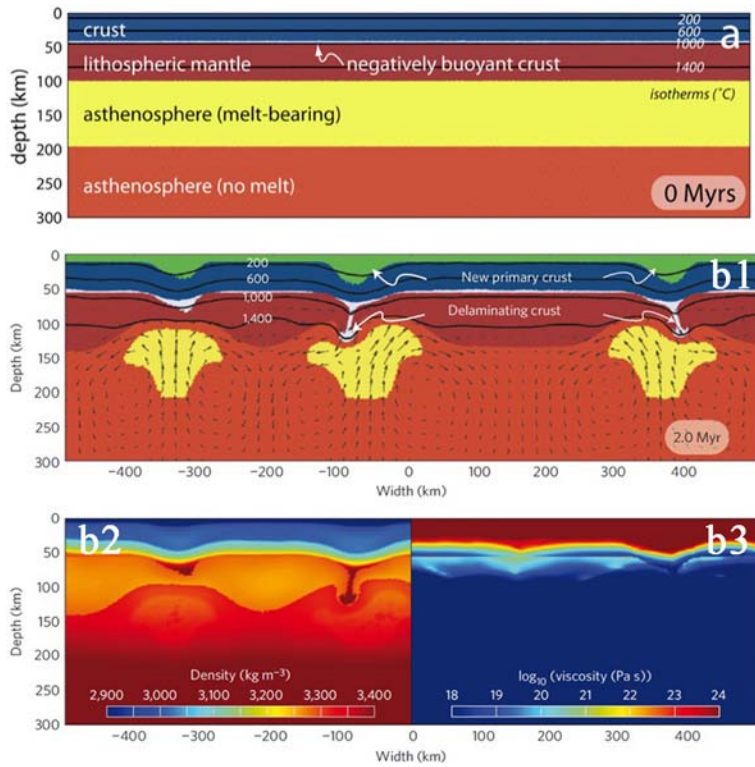 0
50
100
150
200
250
300
depth (km)
crust
lithospheric mantle
negatively buoyant crust
asthenosphere (melt-bearing)
asthenosphere (no melt)
200
600
1000
1400
isotherms (°C)
a
0 Myrs
0
50
100
150
200
250
300
Depth (km)
200
600
1,000
1,400
New primary crust
Delaminating crust
b1
2.0 Myr
−400 −300 −200 −100 0 100 200 300 400
Width (km)
0
50
100
150
200
250
300
Depth (km)
b2
Density (kg m⁻³)
2,900 3,000 3,100 3,200 3,300 3,400
−400 −300 −200 −100 0 100 200 300 400
Width (km)
b3
log₁₀ (viscosity (Pa s))
18 19 20 21 22 23 24